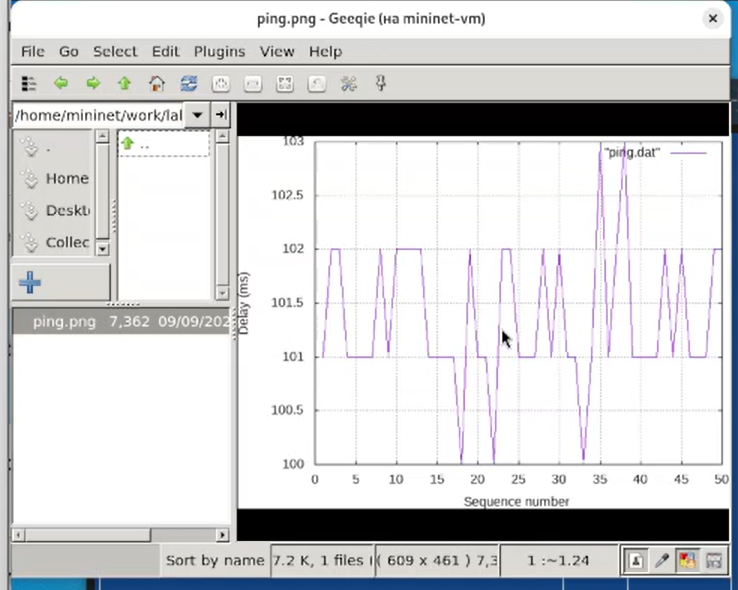 ping.png - Geeqie (на mininet-vm)
File Go Select Edit Plugins View Help
/home/mininet/work/lal
.
Home
Deskt
Collec
..
ping.png 7,362 09/09/202
103
102.5
102
101.5
101
100.5
100
Delay (ms)
"ping.dat"
0 5 10 15 20 25 30 35 40 45 50
Sequence number
Sort by name 7.2 K, 1 files ( 609 x 461 ) 7,3 1 :~1.24